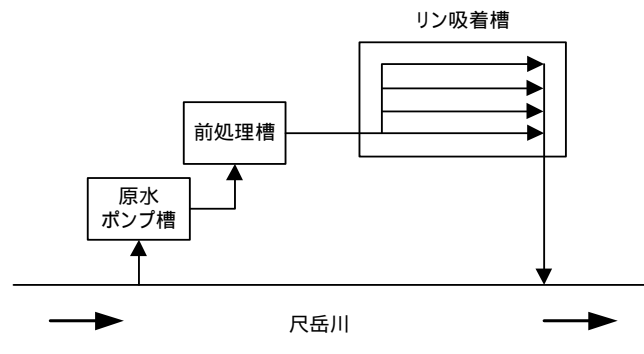 リン吸着槽
前処理槽
原水
ポンプ槽
尺岳川